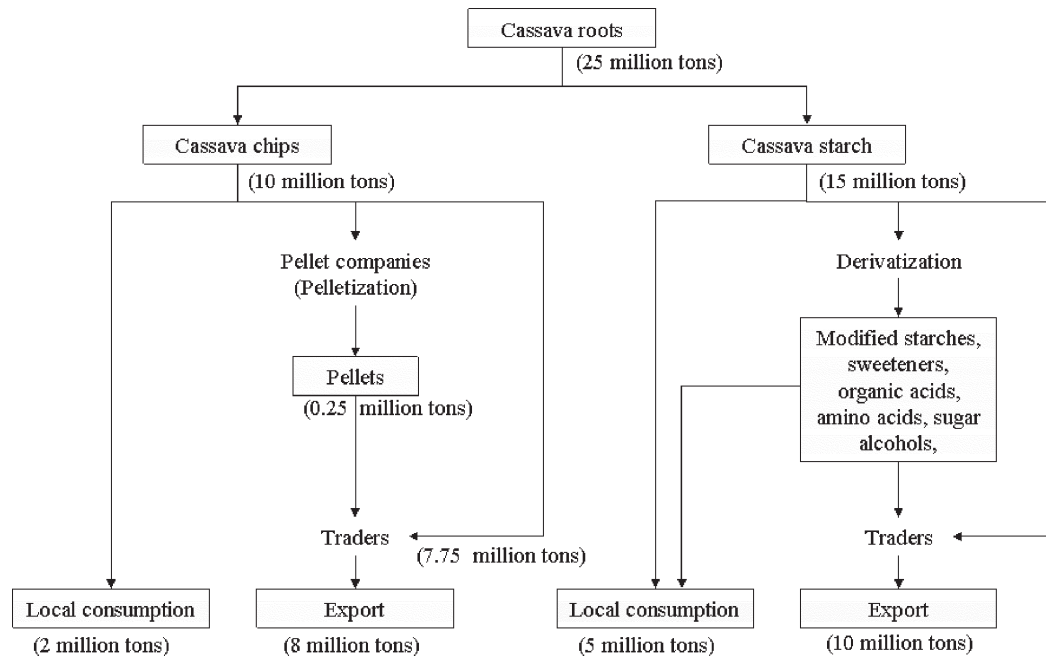 Cassava roots
(25 million tons)
Cassava chips
Cassava starch
(10 million tons)
(15 million tons)
Pellet companies
(Pelletization)
Derivatization
Pellets
(0.25 million tons)
Modified starches,
sweeteners,
organic acids,
amino acids, sugar
alcohols,
Traders
(7.75 million tons)
Traders
Local consumption
(2 million tons)
Export
(8 million tons)
Local consumption
(5 million tons)
Export
(10 million tons)